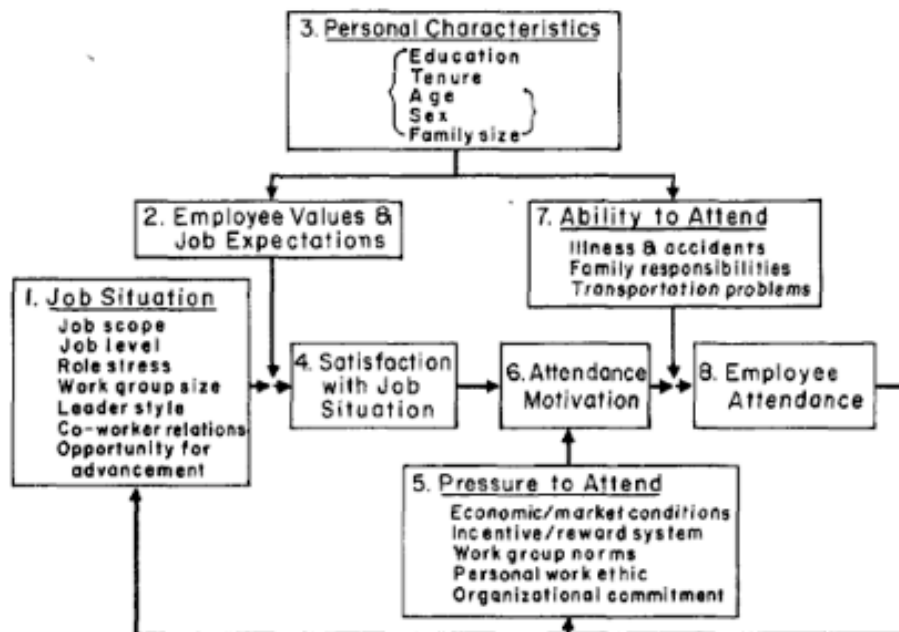 3. Personal Characteristics
Education
Tenure
Age
Sex
Family size
2. Employee Values &
Job Expectations
7. Ability to Attend
Illness & accidents
Family responsibilities
Transportation problems
1. Job Situation
Job scope
Job level
Role stress
Work group size
Leader style
Co-worker relations
Opportunity for
advancement
4. Satisfaction
with Job
Situation
6. Attendance
Motivation
8. Employee
Attendance
5. Pressure to Attend
Economic/market conditions
Incentive/reward system
Work group norms
Personal work ethic
Organizational commitment